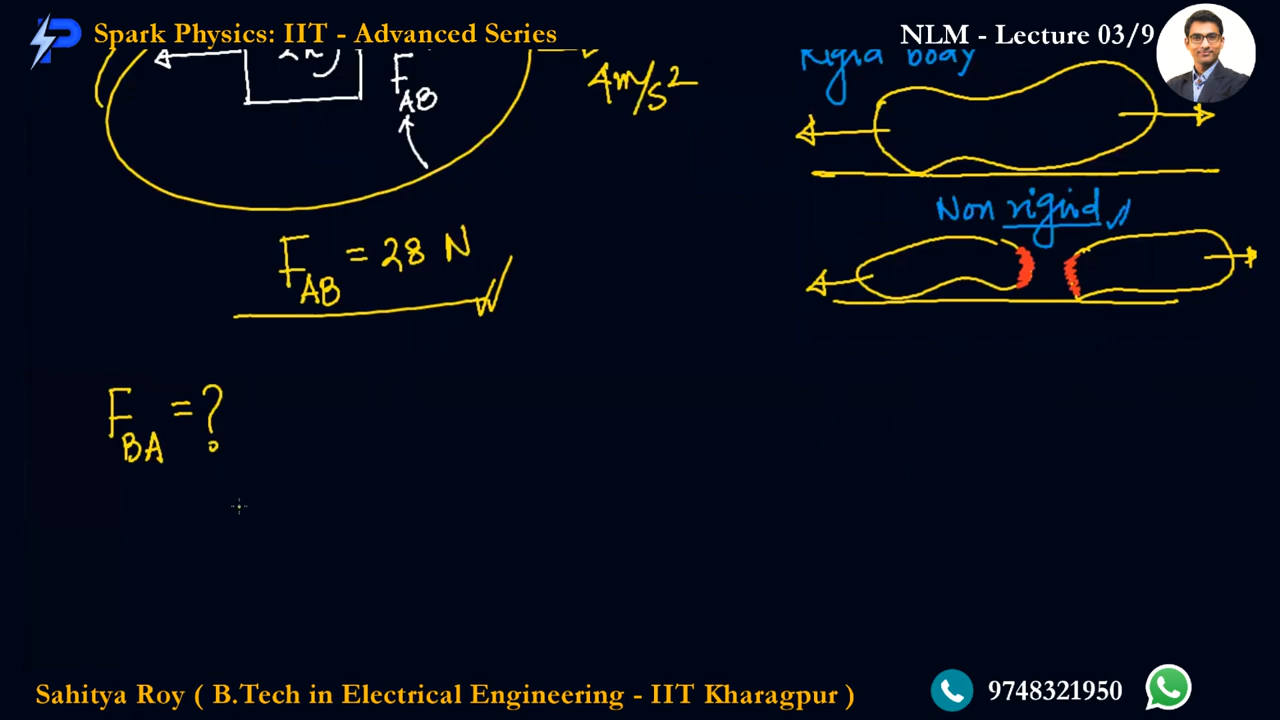 Spark Physics: IIT - Advanced Series
NLM - Lecture 03/9
2kg
F AB
4m/s²
Rigid body
Non rigid
F AB = 28 N
F BA = ?
Sahitya Roy ( B.Tech in Electrical Engineering - IIT Kharagpur )
9748321950